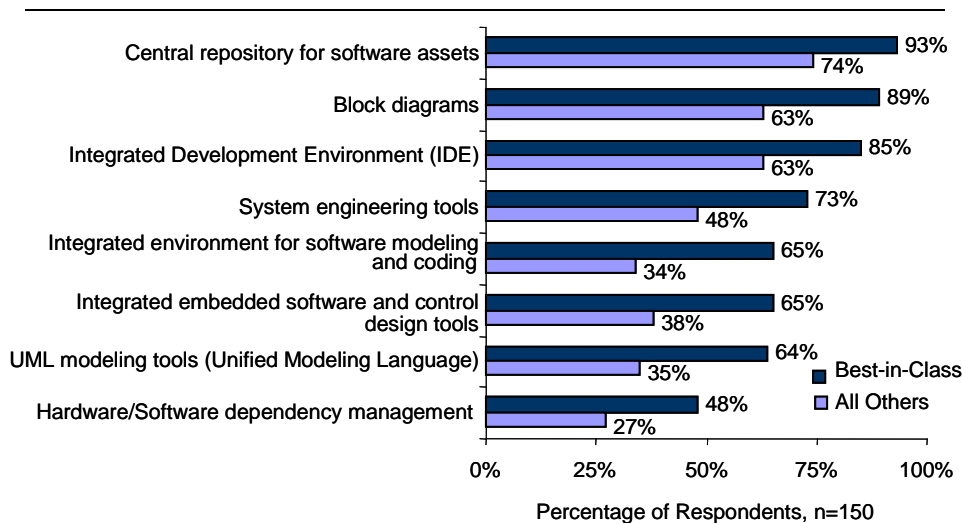 Central repository for software assets
93%
74%
Block diagrams
89%
63%
Integrated Development Environment (IDE)
85%
63%
System engineering tools
73%
48%
Integrated environment for software modeling
and coding
65%
34%
Integrated embedded software and control
design tools
65%
38%
UML modeling tools (Unified Modeling Language)
64%
35%
Hardware/Software dependency management
48%
27%
Best-in-Class
All Others
0% 25% 50% 75% 100%
Percentage of Respondents, n=150